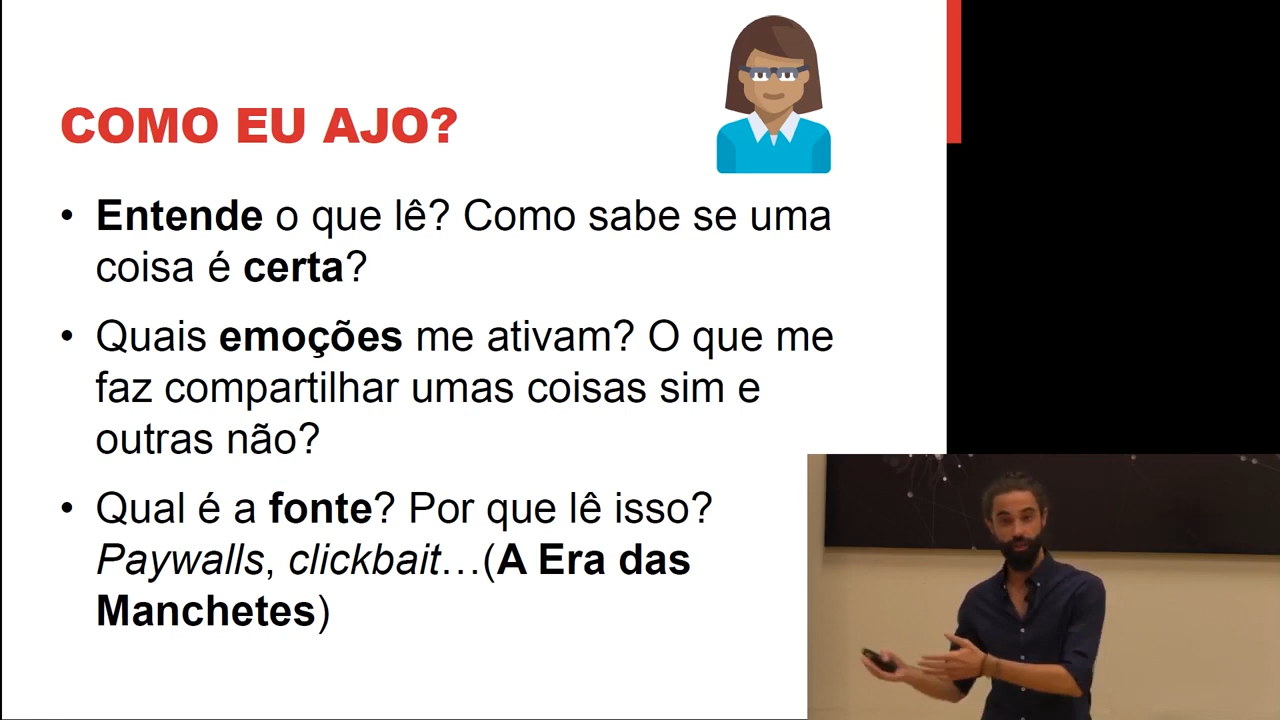 COMO EU AJO?
• Entende o que lê? Como sabe se uma
coisa é certa?
• Quais emoções me ativam? O que me
faz compartilhar umas coisas sim e
outras não?
• Qual é a fonte? Por que lê isso?
Paywalls, clickbait…(A Era das
Manchetes)